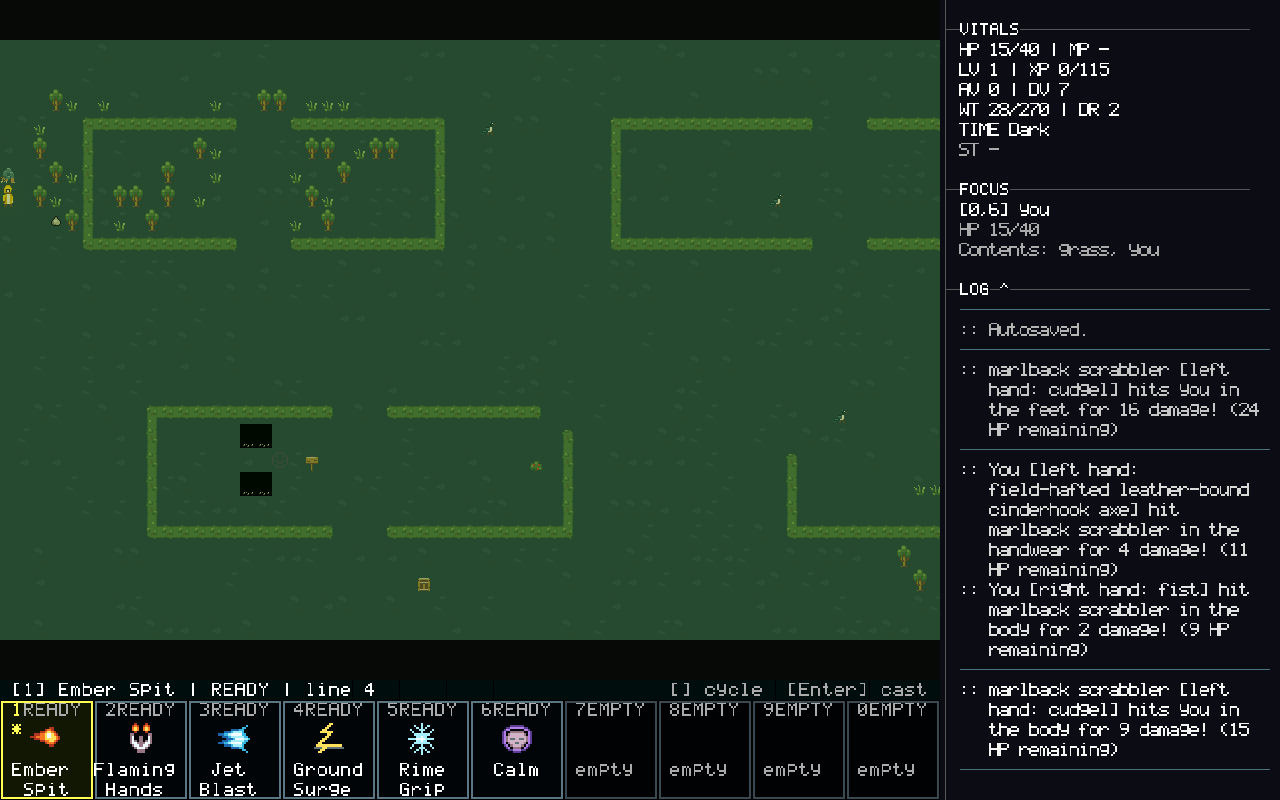 VITALS
HP 15/40 | MP -
LV 1 | XP 0/115
AV 0 | DV 7
WT 28/270 | DR 2
TIME Dark
ST -
FOCUS
[0,6] You
HP 15/40
Contents: grass, You
LOG ^
:: Autosaved.
:: marlback scrabbler [left
hand: cudgel] hits You in
the feet for 16 damage! (24
HP remaining)
:: You [left hand:
field-hafted leather-bound
cinderhook axe] hit
marlback scrabbler in the
handwear for 4 damage! (11
HP remaining)
:: You [right hand: fist] hit
marlback scrabbler in the
body for 2 damage! (9 HP
remaining)
:: marlback scrabbler [left
hand: cudgel] hits You in
the body for 9 damage! (15
HP remaining)
[1] Ember Spit | READY | line 4 [] cycle [Enter] cast
1READY 2READY 3READY 4READY 5READY 6READY 7EMPTY 8EMPTY 9EMPTY 0EMPTY
*
Ember Flaming Jet Ground Rime Calm empty empty empty empty
Spit Hands Blast Surge Grip